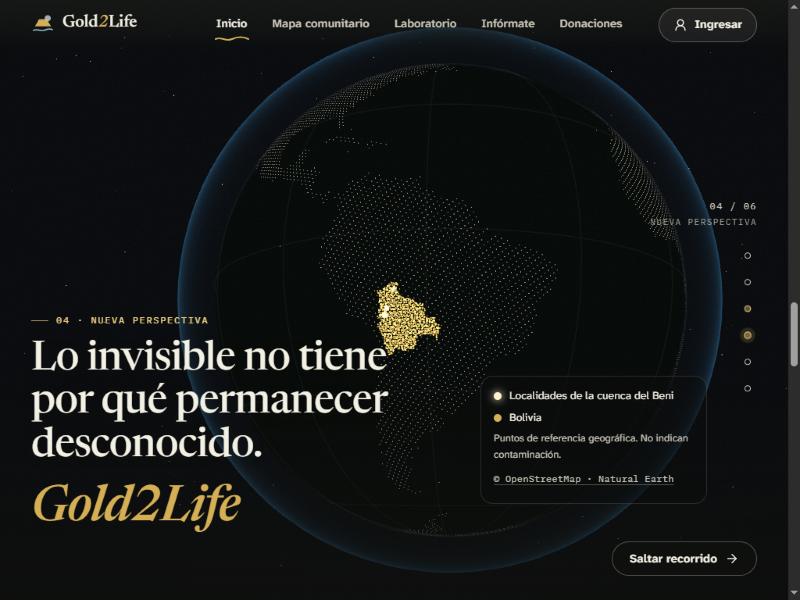 Gold2Life
Inicio
Mapa comunitario
Laboratorio
Infórmate
Donaciones
Ingresar
04 / 06
NUEVA PERSPECTIVA
04 · NUEVA PERSPECTIVA
Lo invisible no tiene
por qué permanecer
desconocido.
Gold2Life
Localidades de la cuenca del Beni
Bolivia
Puntos de referencia geográfica. No indican
contaminación.
© OpenStreetMap · Natural Earth
Saltar recorrido →